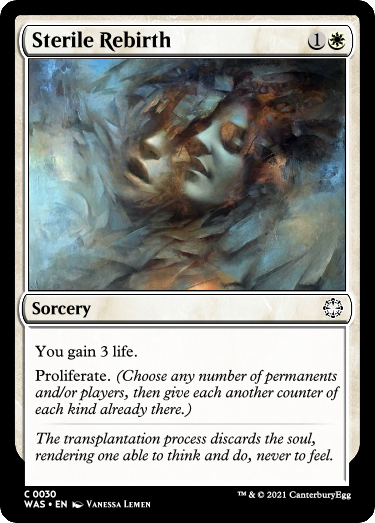 Sterile Rebirth 1
Sorcery
You gain 3 life.
Proliferate. (Choose any number of permanents
and/or players, then give each another counter of
each kind already there.)
The transplantation process discards the soul,
rendering one able to think and do, never to feel.
C 0030
WAS • EN Vanessa Lemen
™ & © 2021 CanterburyEgg